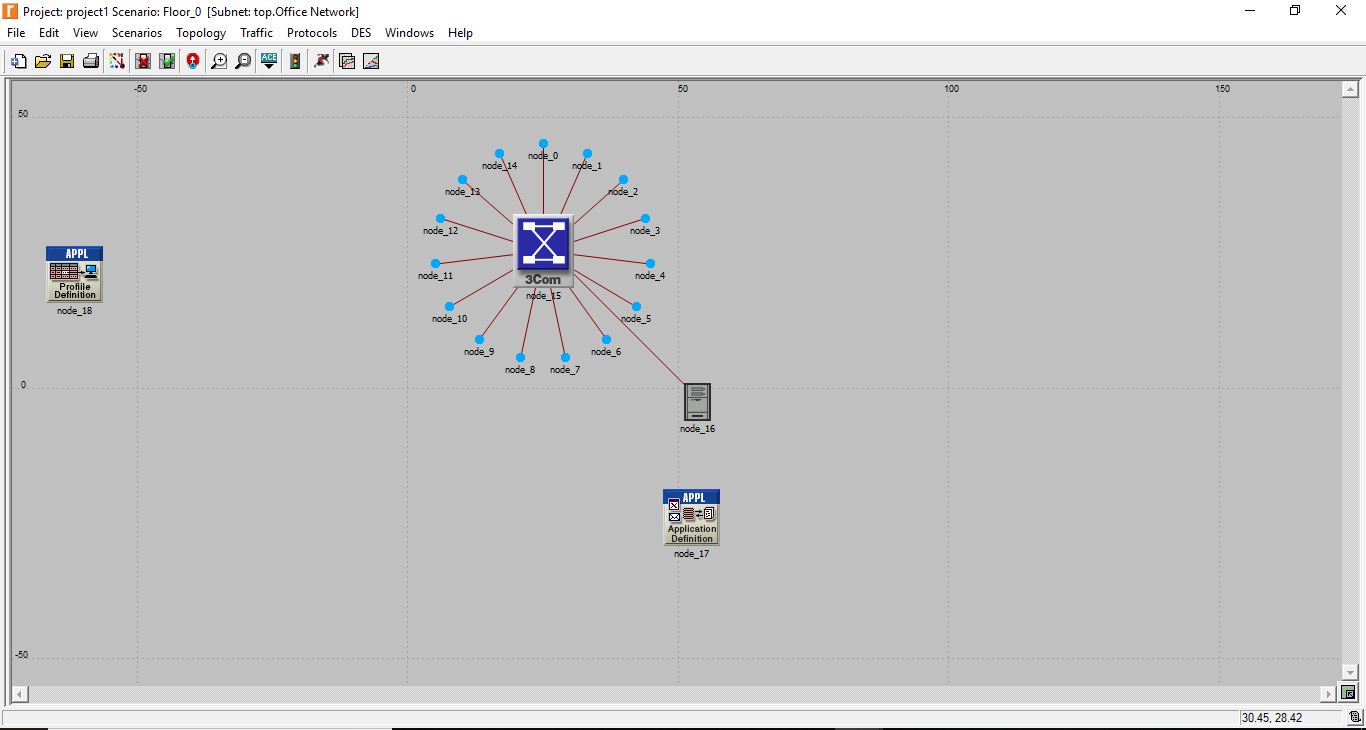 Project: project1 Scenario: Floor_0 [Subnet: top.Office Network]
File Edit View Scenarios Topology Traffic Protocols DES Windows Help
ACE
-50 0 50 100 150
50
node_0
node_14 node_1
node_13 node_2
node_12 node_3
APPL
Profile
Definition
node_18
node_11 node_4
3Com
node_15
node_10 node_5
node_9 node_6
node_8 node_7
0
node_16
APPL
Application
Definition
node_17
-50
30.45, 28.42